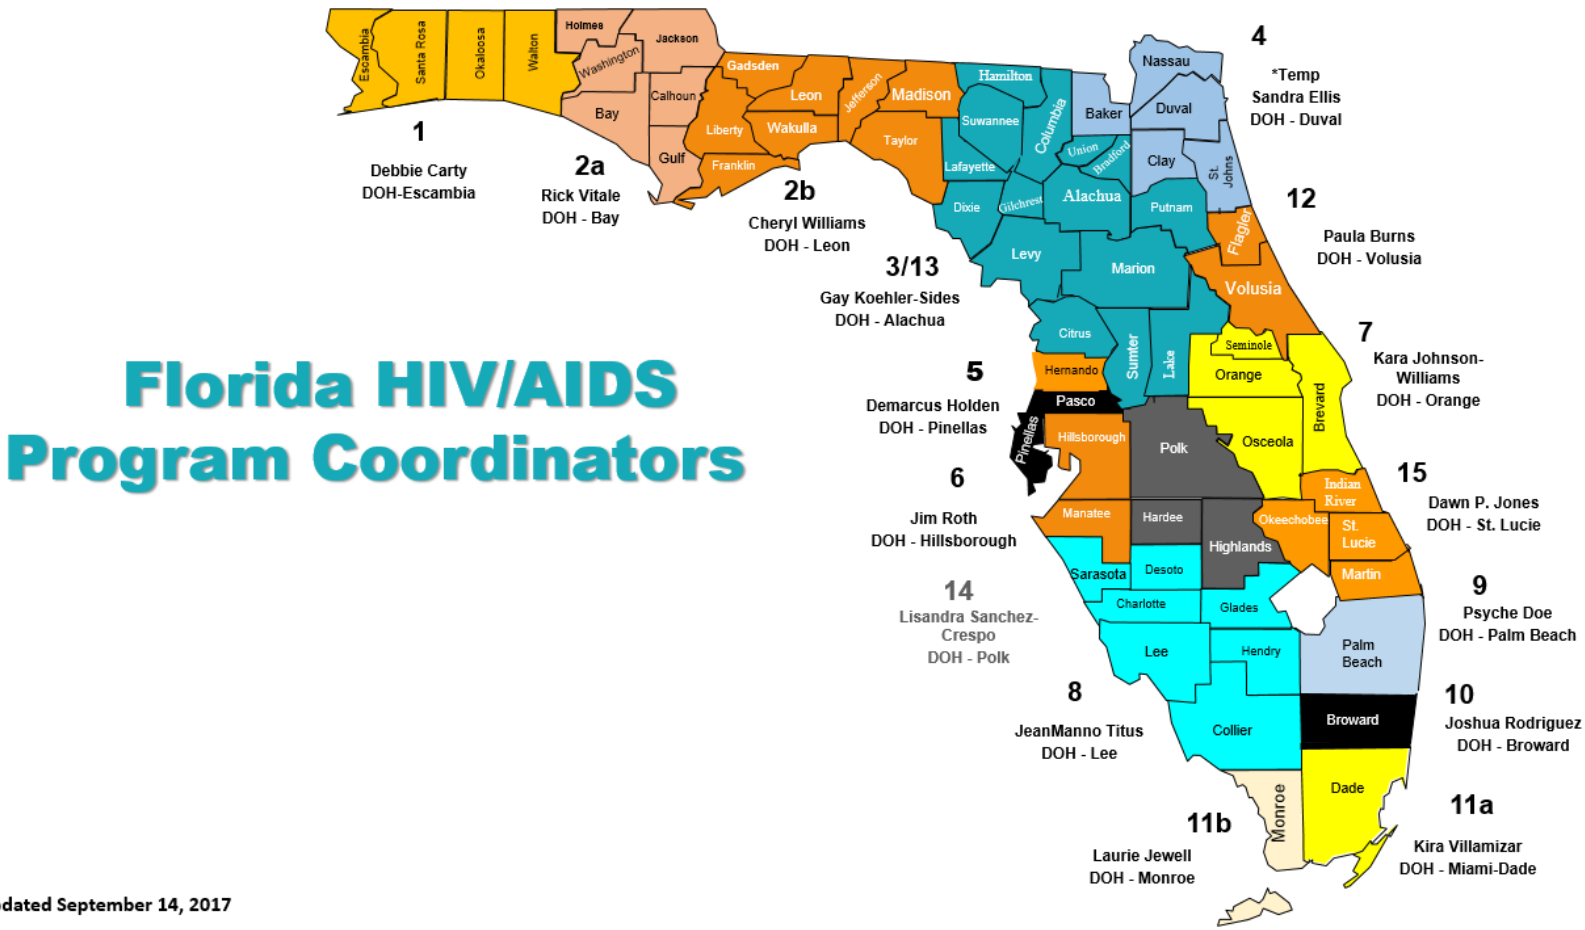 Florida HIV/AIDS
Program Coordinators
Escambia
Santa Rosa
Okaloosa
Walton
Holmes
Washington
Jackson
Bay
Calhoun
Gulf
Gadsden
Liberty
Franklin
Leon
Wakulla
Jefferson
Madison
Taylor
Hamilton
Suwannee
Lafayette
Columbia
Dixie
Gilchrest
Union
Bradford
Alachua
Baker
Nassau
Duval
Clay
St.
Johns
Putnam
Flagler
Levy
Marion
Volusia
Citrus
Sumter
Lake
Seminole
Orange
Brevard
Hernando
Pasco
Pinellas
Hillsborough
Polk
Osceola
Indian
River
Manatee
Hardee
Highlands
Okeechobee
St.
Lucie
Sarasota
Desoto
Martin
Charlotte
Glades
Lee
Hendry
Palm
Beach
Collier
Broward
Monroe
Dade
1
Debbie Carty
DOH-Escambia
2a
Rick Vitale
DOH - Bay
2b
Cheryl Williams
DOH - Leon
3/13
Gay Koehler-Sides
DOH - Alachua
4
*Temp
Sandra Ellis
DOH - Duval
12
Paula Burns
DOH - Volusia
7
Kara Johnson-
Williams
DOH - Orange
5
Demarcus Holden
DOH - Pinellas
6
Jim Roth
DOH - Hillsborough
15
Dawn P. Jones
DOH - St. Lucie
14
Lisandra Sanchez-
Crespo
DOH - Polk
9
Psyche Doe
DOH - Palm Beach
8
JeanManno Titus
DOH - Lee
10
Joshua Rodriguez
DOH - Broward
11b
Laurie Jewell
DOH - Monroe
11a
Kira Villamizar
DOH - Miami-Dade
dated September 14, 2017